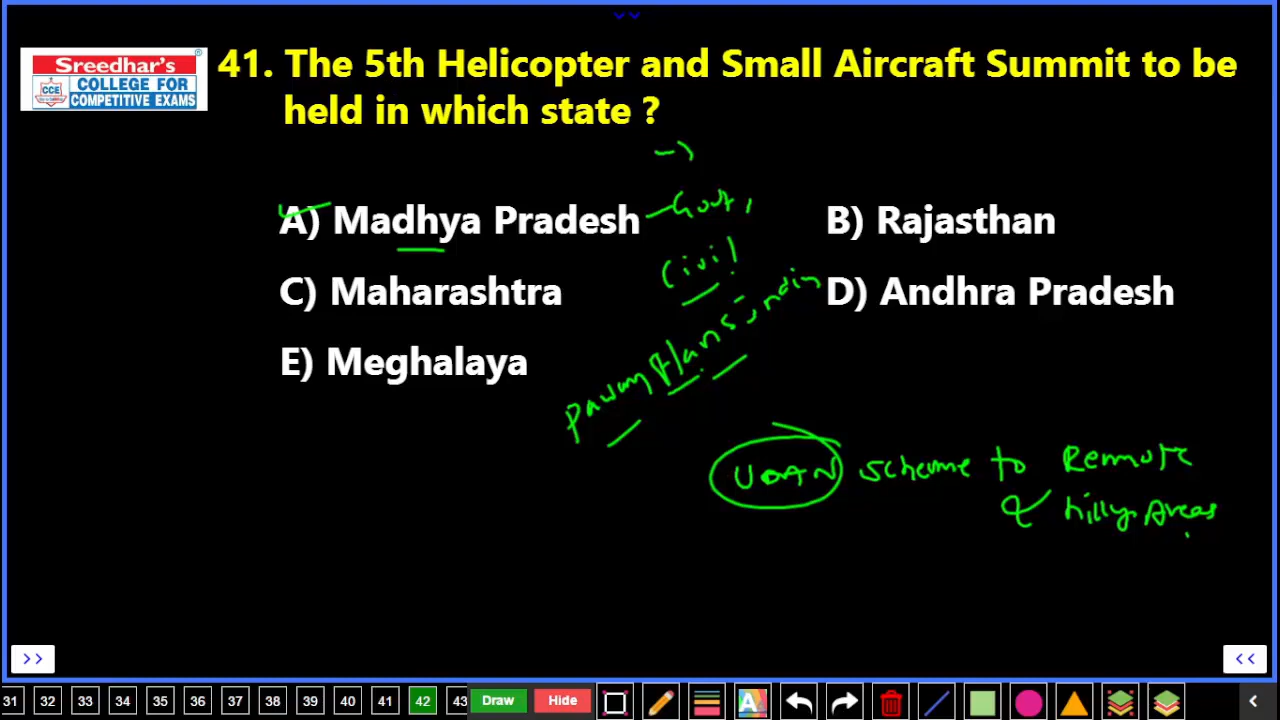 Sreedhar's
CCE
COLLEGE FOR
COMPETITIVE EXAMS
41. The 5th Helicopter and Small Aircraft Summit to be
held in which state ?
A) Madhya Pradesh
Govt,
B) Rajasthan
Civil
C) Maharashtra
D) Andhra Pradesh
E) Meghalaya
Pawan
India
UDAN scheme to Remote
& hilly Areas
>> <<
31 32 33 34 35 36 37 38 39 40 41 42 43 Draw Hide A <